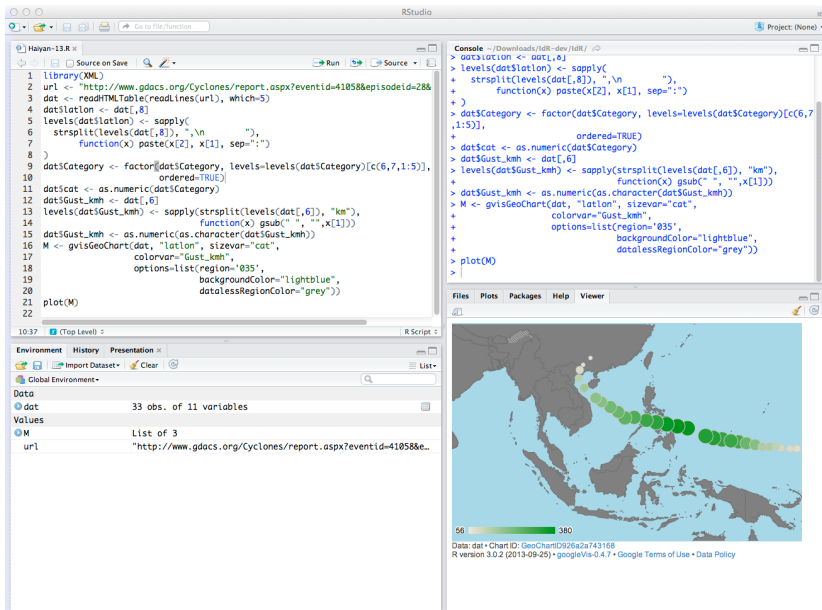 RStudio
Go to file/function
Project: (None)
Haiyan-13.R ×
Source on Save
Run
Source
1 library(XML)
2 url <- "http://www.gdacs.org/Cyclones/report.aspx?eventid=41058&episodeid=28&
3 dat <- readHTMLTable(readLines(url), which=5)
4 dat$latlon <- dat[,8]
5 levels(dat$latlon) <- sapply(
6 strsplit(levels(dat[,8]), ",\n        "),
7 function(x) paste(x[2], x[1], sep=":")
8 )
9 dat$Category <- factor(dat$Category, levels=levels(dat$Category)[c(6,7,1:5)],
10 ordered=TRUE)
11 dat$cat <- as.numeric(dat$Category)
12 dat$Gust_kmh <- dat[,6]
13 levels(dat$Gust_kmh) <- sapply(strsplit(levels(dat[,6]), "km"),
14 function(x) gsub(" ", "",x[1]))
15 dat$Gust_kmh <- as.numeric(as.character(dat$Gust_kmh))
16 M <- gvisGeoChart(dat, "latlon", sizevar="cat",
17 colorvar="Gust_kmh",
18 options=list(region='035',
19 backgroundColor="lightblue",
20 datalessRegionColor="grey"))
21 plot(M)
22
10:37 (Top Level) R Script
Environment History Presentation ×
Import Dataset Clear List
Global Environment
Data
dat 33 obs. of 11 variables
Values
M List of 3
url "http://www.gdacs.org/Cyclones/report.aspx?eventid=41058&e…
Console ~/Downloads/IdR-dev/IdR/
> dat$latlon <- dat[,8]
> levels(dat$latlon) <- sapply(
+ strsplit(levels(dat[,8]), ",\n        "),
+ function(x) paste(x[2], x[1], sep=":")
+ )
> dat$Category <- factor(dat$Category, levels=levels(dat$Category)[c(6,7
,1:5)],
+ ordered=TRUE)
> dat$cat <- as.numeric(dat$Category)
> dat$Gust_kmh <- dat[,6]
> levels(dat$Gust_kmh) <- sapply(strsplit(levels(dat[,6]), "km"),
+ function(x) gsub(" ", "",x[1]))
> dat$Gust_kmh <- as.numeric(as.character(dat$Gust_kmh))
> M <- gvisGeoChart(dat, "latlon", sizevar="cat",
+ colorvar="Gust_kmh",
+ options=list(region='035',
+ backgroundColor="lightblue",
+ datalessRegionColor="grey"))
> plot(M)
>
Files Plots Packages Help Viewer
56 380
Data: dat • Chart ID: GeoChartID926a2a743168
R version 3.0.2 (2013-09-25) • googleVis-0.4.7 • Google Terms of Use • Data Policy